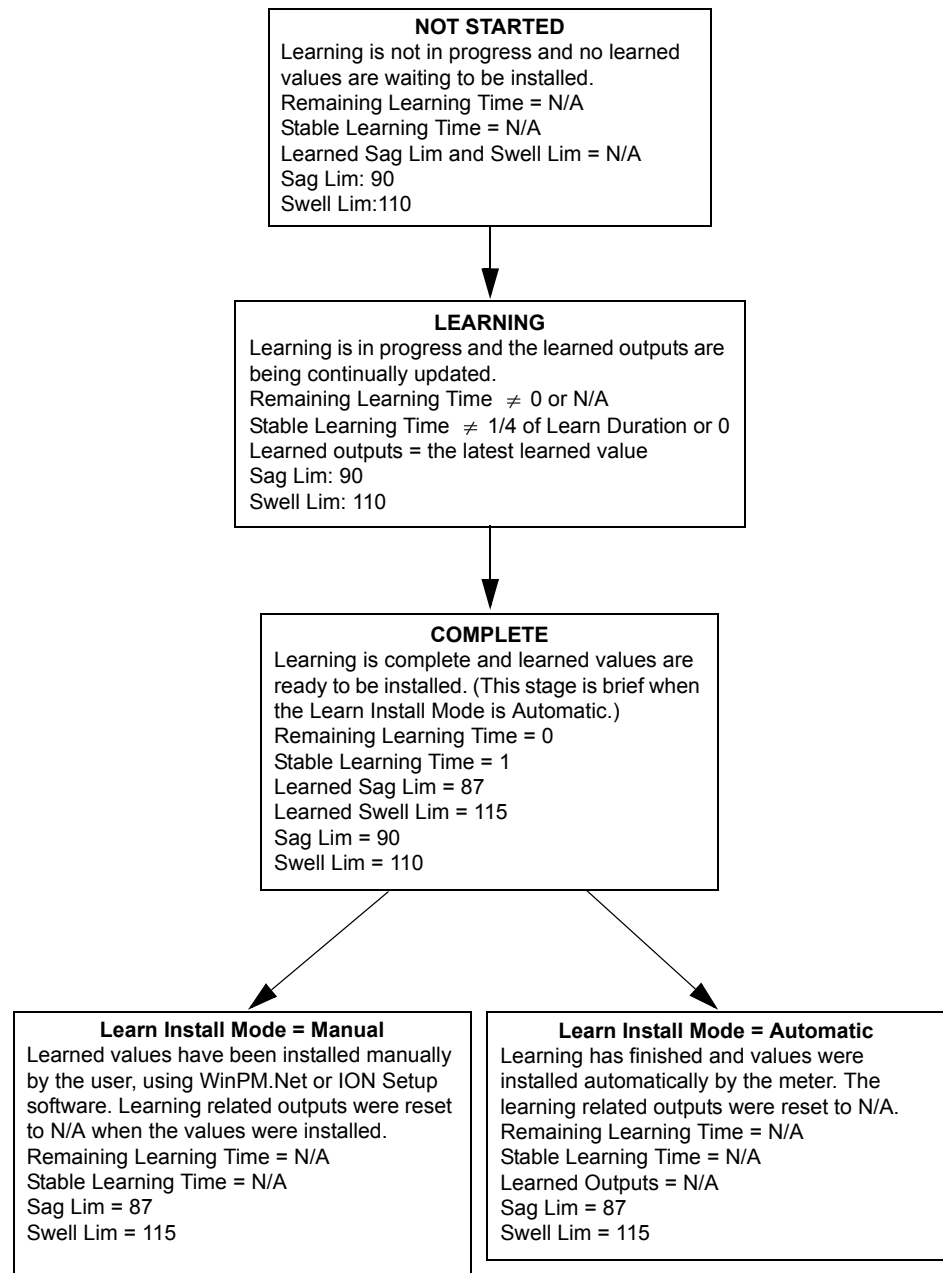 NOT STARTED
Learning is not in progress and no learned
values are waiting to be installed.
Remaining Learning Time = N/A
Stable Learning Time = N/A
Learned Sag Lim and Swell Lim = N/A
Sag Lim: 90
Swell Lim:110
LEARNING
Learning is in progress and the learned outputs are
being continually updated.
Remaining Learning Time ≠ 0 or N/A
Stable Learning Time ≠ 1/4 of Learn Duration or 0
Learned outputs = the latest learned value
Sag Lim: 90
Swell Lim: 110
COMPLETE
Learning is complete and learned values are
ready to be installed. (This stage is brief when
the Learn Install Mode is Automatic.)
Remaining Learning Time = 0
Stable Learning Time = 1
Learned Sag Lim = 87
Learned Swell Lim = 115
Sag Lim = 90
Swell Lim = 110
Learn Install Mode = Manual
Learned values have been installed manually
by the user, using WinPM.Net or ION Setup
software. Learning related outputs were reset
to N/A when the values were installed.
Remaining Learning Time = N/A
Stable Learning Time = N/A
Sag Lim = 87
Swell Lim = 115
Learn Install Mode = Automatic
Learning has finished and values were
installed automatically by the meter. The
learning related outputs were reset to N/A.
Remaining Learning Time = N/A
Stable Learning Time = N/A
Learned Outputs = N/A
Sag Lim = 87
Swell Lim = 115